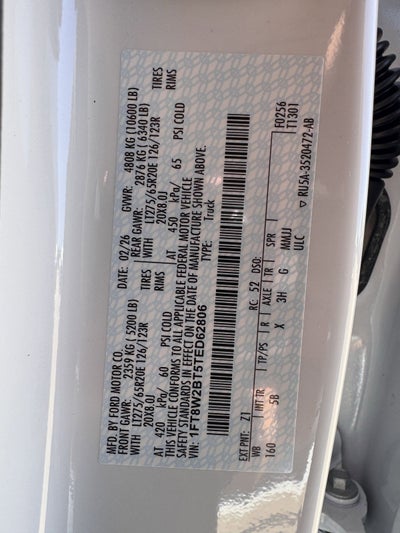 MFD. BY FORD MOTOR CO.
DATE: 02/26 GVWR: 4808 KG (10600 LB)
FRONT GAWR: 2359 KG ( 5200 LB) REAR GAWR: 2876 KG ( 6340 LB)
WITH LT275/65R20E 126/123R TIRES WITH LT275/65R20E 126/123R TIRES
20X8.0J RIMS 20X8.0J RIMS
AT 420 kPa/ 60 PSI COLD AT 450 kPa/ 65 PSI COLD
THIS VEHICLE CONFORMS TO ALL APPLICABLE FEDERAL MOTOR VEHICLE
SAFETY STANDARDS IN EFFECT ON THE DATE OF MANUFACTURE SHOWN ABOVE.
VIN: 1FT8W2BT5TED62806 TYPE: Truck
EXT PNT: Z1 RC: 52 DSO: F0256
T1301
WB INT TR TP/PS R AXLE TR SPR
160 5B X 3H G MMJJ
ULC
▽ RU5A-3520472-AB